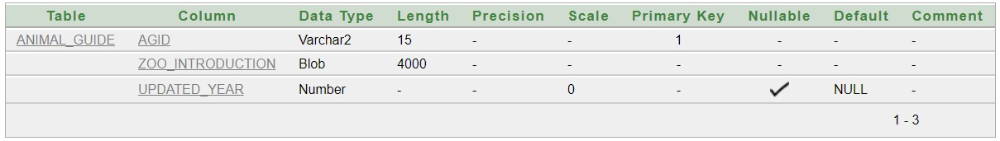 Table Column Data Type Length Precision Scale Primary Key Nullable Default Comment
ANIMAL_GUIDE AGID Varchar2 15 - - 1 - - -
ZOO_INTRODUCTION Blob 4000 - - - - - -
UPDATED_YEAR Number - - 0 - NULL -
1 - 3